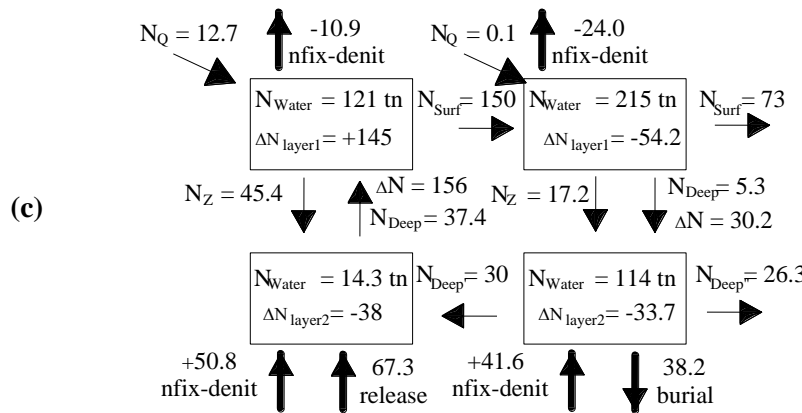 N_Q = 12.7
-10.9
nfix-denit
N_Q = 0.1
-24.0
nfix-denit
N_Water = 121 tn
ΔN_layer1 = +145
N_Surf = 150
N_Water = 215 tn
ΔN_layer1 = -54.2
N_Surf = 73
(c)
N_Z = 45.4
ΔN = 156
N_Deep = 37.4
N_Z = 17.2
N_Deep = 5.3
ΔN = 30.2
N_Water = 14.3 tn
ΔN_layer2 = -38
N_Deep' = 30
N_Water = 114 tn
ΔN_layer2 = -33.7
N_Deep" = 26.3
+50.8
nfix-denit
67.3
release
+41.6
nfix-denit
38.2
burial